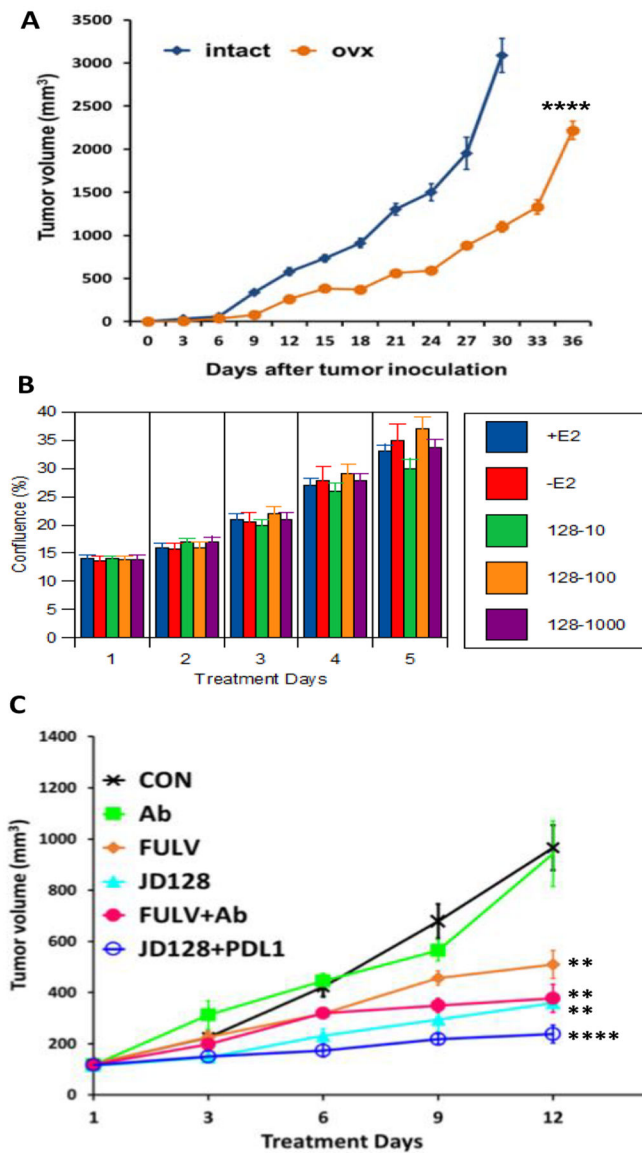 A
Tumor volume (mm³)
3500
3000
2500
2000
1500
1000
500
0
intact
ovx
****
0 3 6 9 12 15 18 21 24 27 30 33 36
Days after tumor inoculation
B
Confluence (%)
40
35
30
25
20
15
10
5
0
1 2 3 4 5
Treatment Days
+E2
-E2
128-10
128-100
128-1000
C
Tumor volume (mm³)
1400
1200
1000
800
600
400
200
0
CON
Ab
FULV
JD128
FULV+Ab
JD128+PDL1
**
**
**
****
1 3 6 9 12
Treatment Days